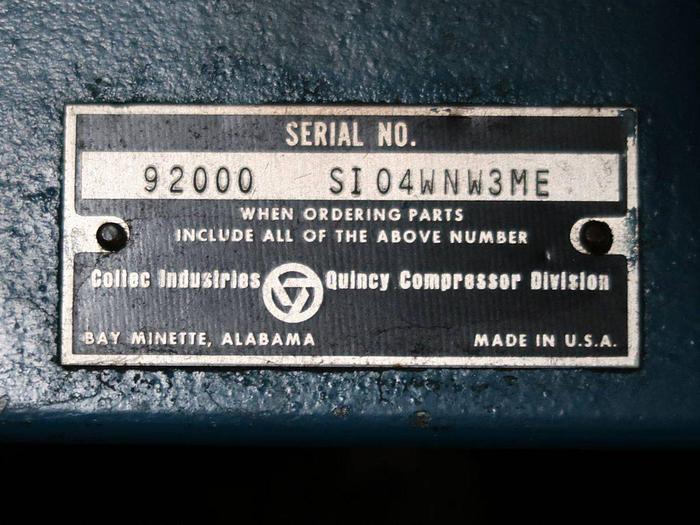 SERIAL NO.
92000 SI04WNW3ME
WHEN ORDERING PARTS
INCLUDE ALL OF THE ABOVE NUMBER
Coltec Industries Quincy Compressor Division
BAY MINETTE, ALABAMA MADE IN U.S.A.